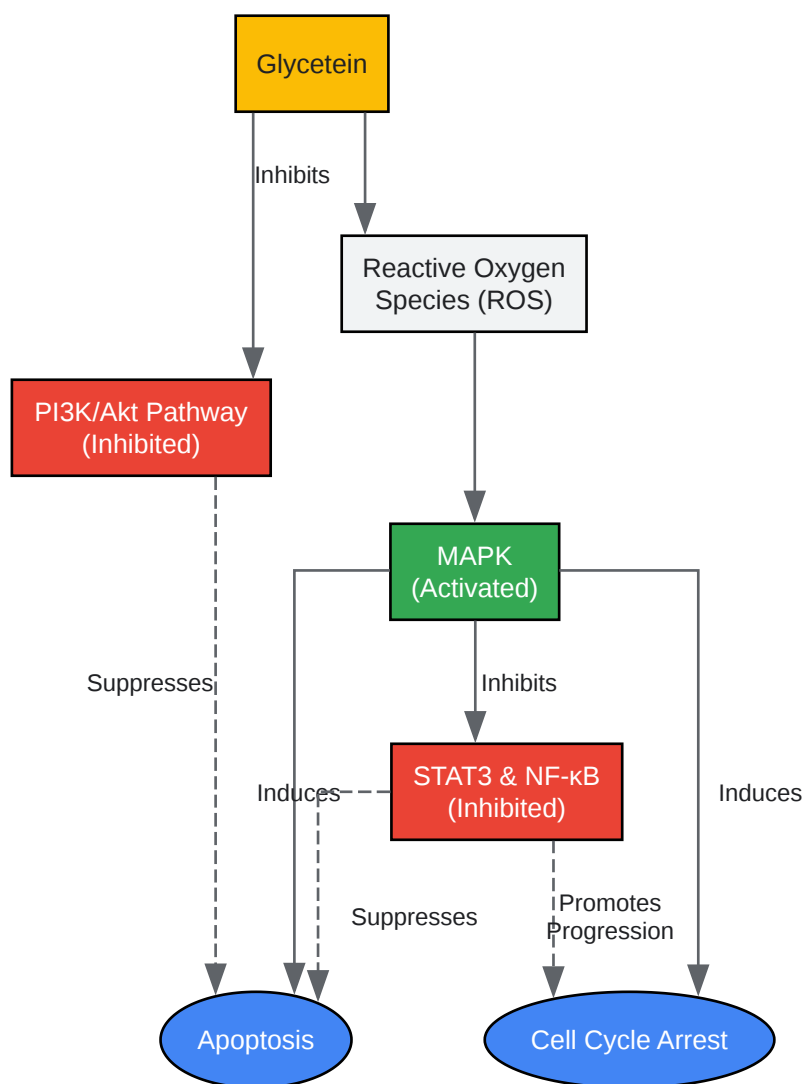 Glycetein
Inhibits
Reactive Oxygen
Species (ROS)
PI3K/Akt Pathway
(Inhibited)
MAPK
(Activated)
Suppresses
Inhibits
STAT3 & NF-κB
(Inhibited)
Induces
Induces
Suppresses
Promotes
Progression
Apoptosis
Cell Cycle Arrest